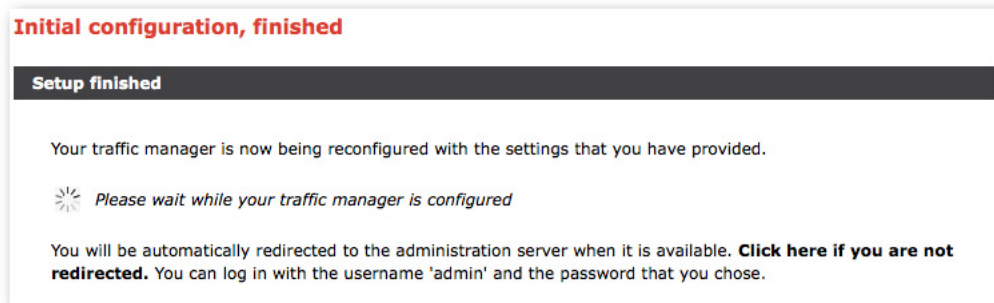 Initial configuration, finished
Setup finished
Your traffic manager is now being reconfigured with the settings that you have provided.
Please wait while your traffic manager is configured
You will be automatically redirected to the administration server when it is available. Click here if you are not
redirected. You can log in with the username 'admin' and the password that you chose.